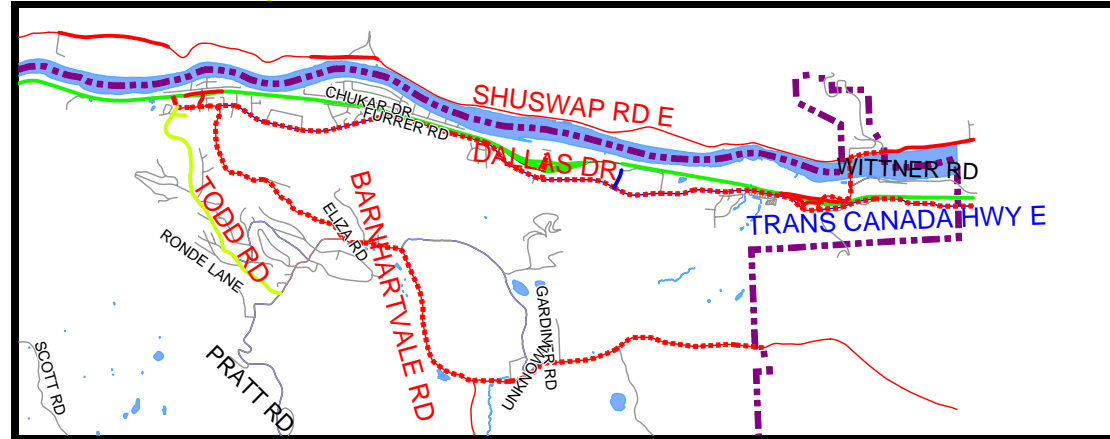 CHUKAR DR
SHUSWAP RD E
FURRER RD
DALLAS DR
WITTNER RD
TRANS CANADA HWY E
TODD RD
BARNHARTVALE RD
ELIZA RD
RONDE LANE
GARDINER RD
UNKNOWN
PRATT RD
SCOTT RD